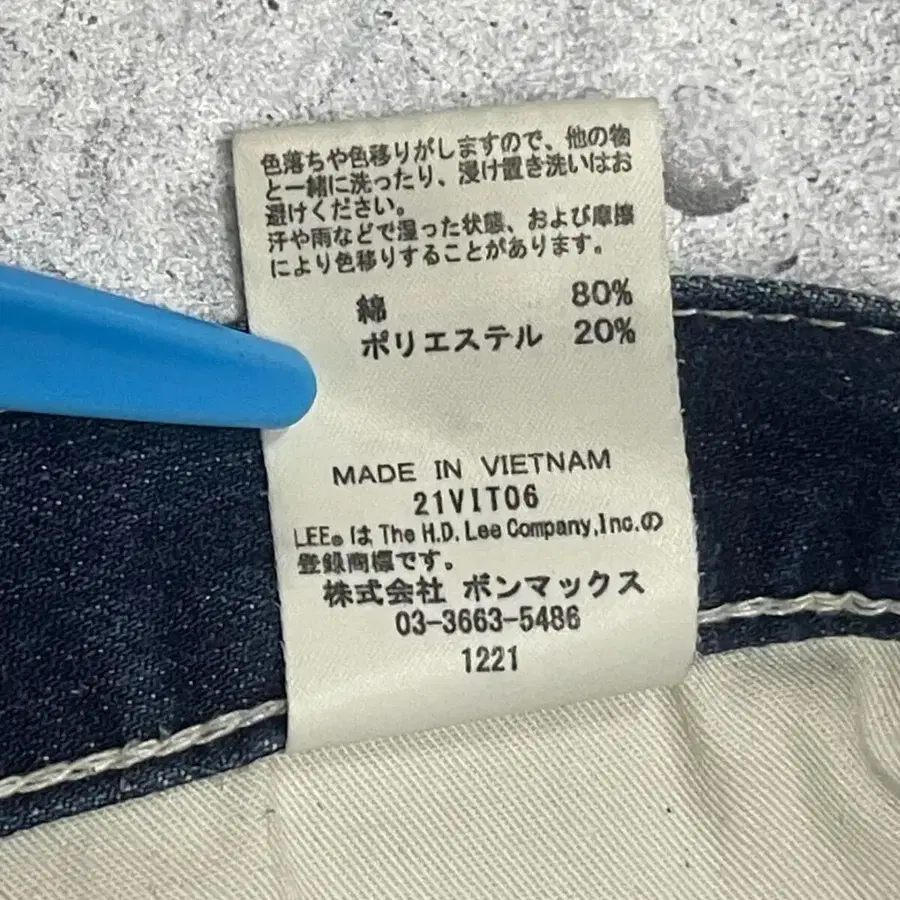 色落ちや色移りがしますので、他の物
と一緒に洗ったり、浸け置き洗いはお
避けください。
汗や雨などで湿った状態、および摩擦
により色移りすることがあります。
綿 80%
ポリエステル 20%
MADE IN VIETNAM
21VIT06
LEE® は The H.D. Lee Company, Inc.の
登録商標です。
株式会社 ボンマックス
03-3663-5486
1221